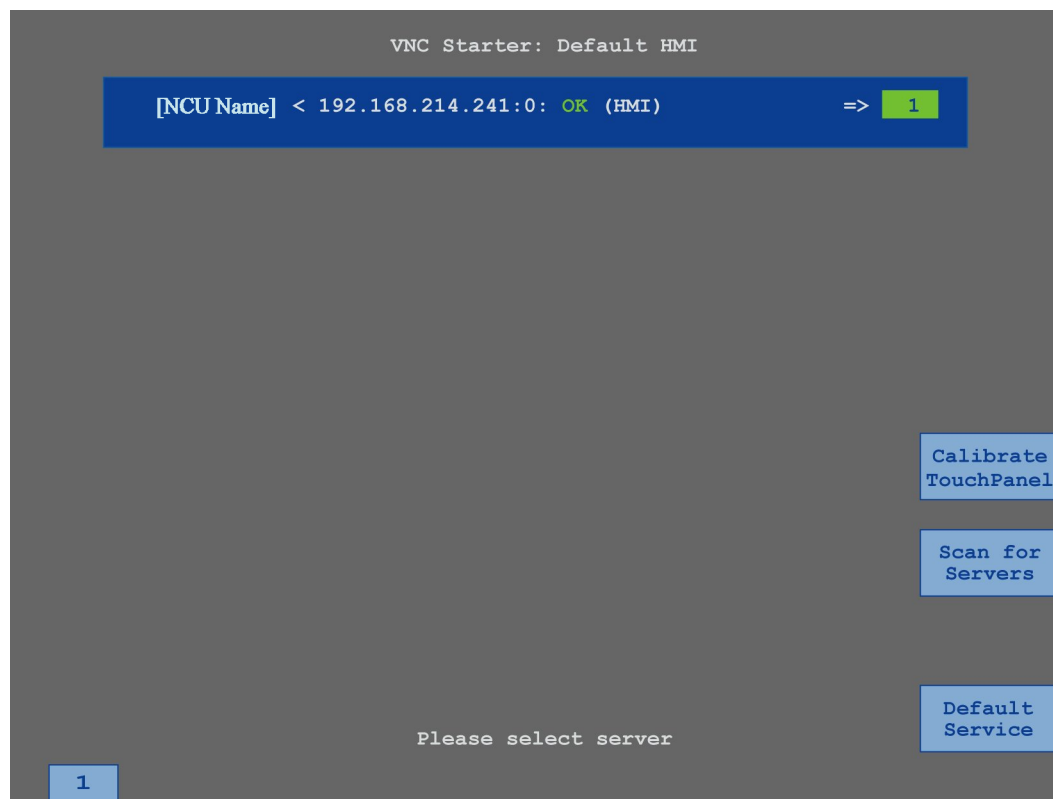 VNC Starter: Default HMI
[NCU Name] < 192.168.214.241:0: OK (HMI) => 1
Calibrate
TouchPanel
Scan for
Servers
Default
Service
Please select server
1